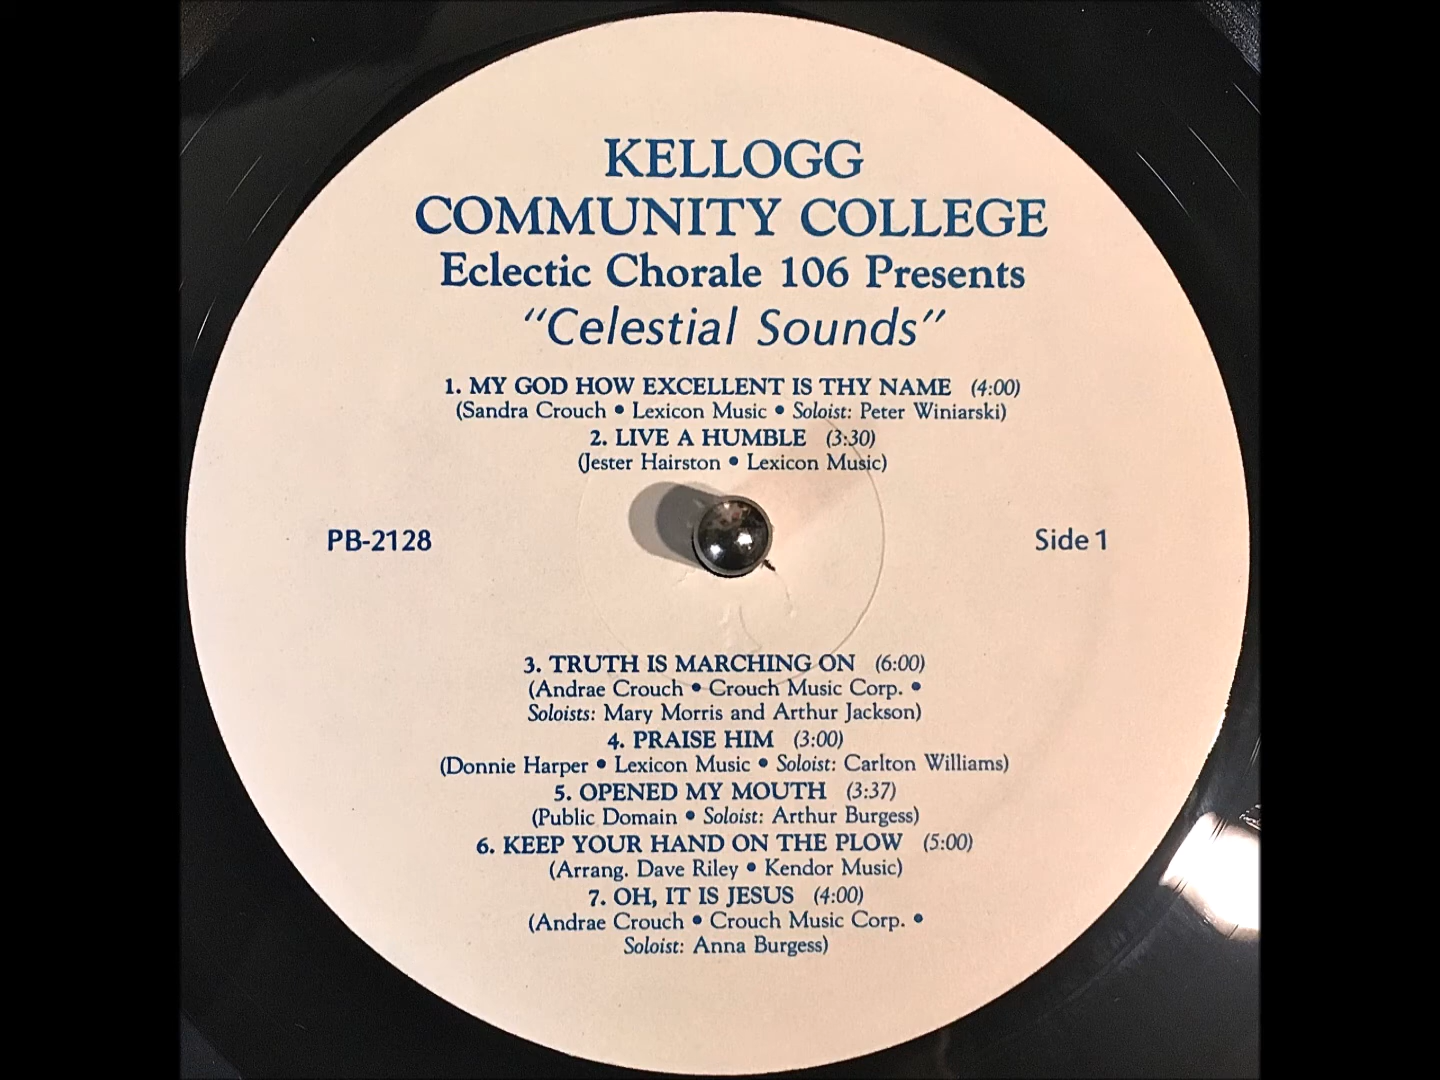 KELLOGG
COMMUNITY COLLEGE
Eclectic Chorale 106 Presents
"Celestial Sounds"
1. MY GOD HOW EXCELLENT IS THY NAME (4:00)
(Sandra Crouch • Lexicon Music • Soloist: Peter Winiarski)
2. LIVE A HUMBLE (3:30)
(Jester Hairston • Lexicon Music)
PB-2128
Side 1
3. TRUTH IS MARCHING ON (6:00)
(Andrae Crouch • Crouch Music Corp. •
Soloists: Mary Morris and Arthur Jackson)
4. PRAISE HIM (3:00)
(Donnie Harper • Lexicon Music • Soloist: Carlton Williams)
5. OPENED MY MOUTH (3:37)
(Public Domain • Soloist: Arthur Burgess)
6. KEEP YOUR HAND ON THE PLOW (5:00)
(Arrang. Dave Riley • Kendor Music)
7. OH, IT IS JESUS (4:00)
(Andrae Crouch • Crouch Music Corp. •
Soloist: Anna Burgess)